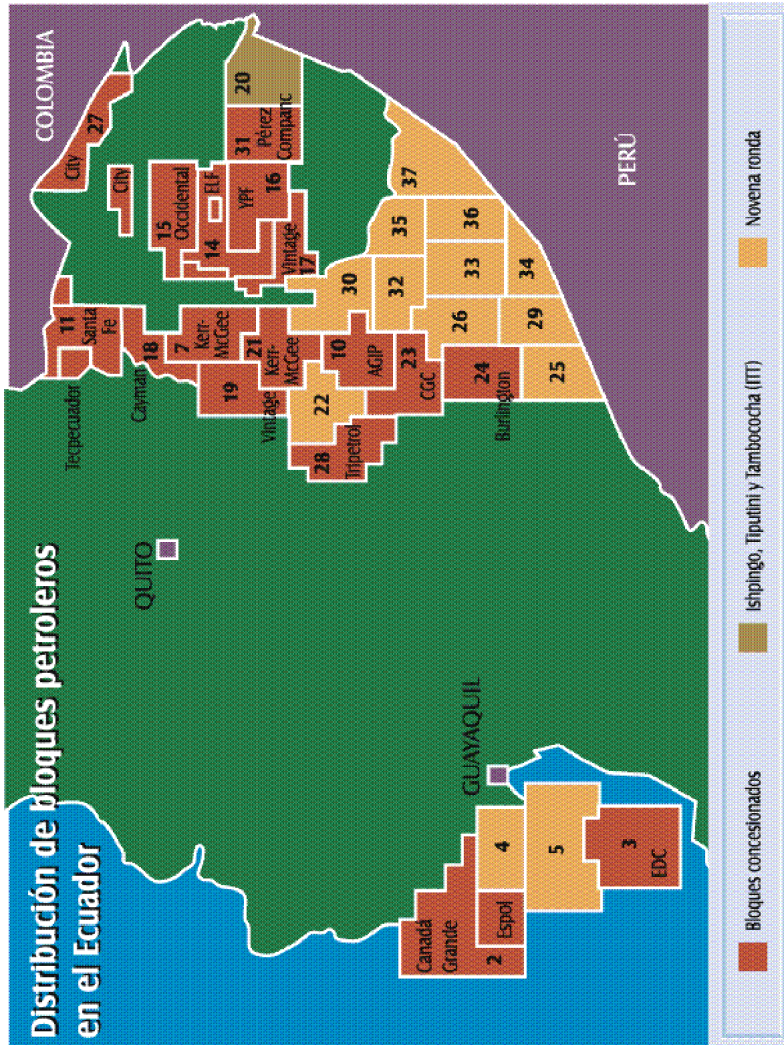 Distribución de bloques petroleros
en el Ecuador
COLOMBIA
PERÚ
QUITO
GUAYAQUIL
Tecpecuador
11
Santa
Fe
City
27
City
Cayman
18
7
Kerr-
McGee
19
Vintage
21
Kerr-
McGee
15
Occidental
14
ELF
YPF
16
Vintage
17
31
Pérez
Companc
20
28
Tripetrol
22
10
AGIP
23
CGC
24
Burlington
25
30
32
35
37
26
33
36
29
34
Canadá
Grande
2
Espol
4
5
3
EDC
Bloques concesionados
Ishpingo, Tiputini y Tambococha (ITT)
Novena ronda